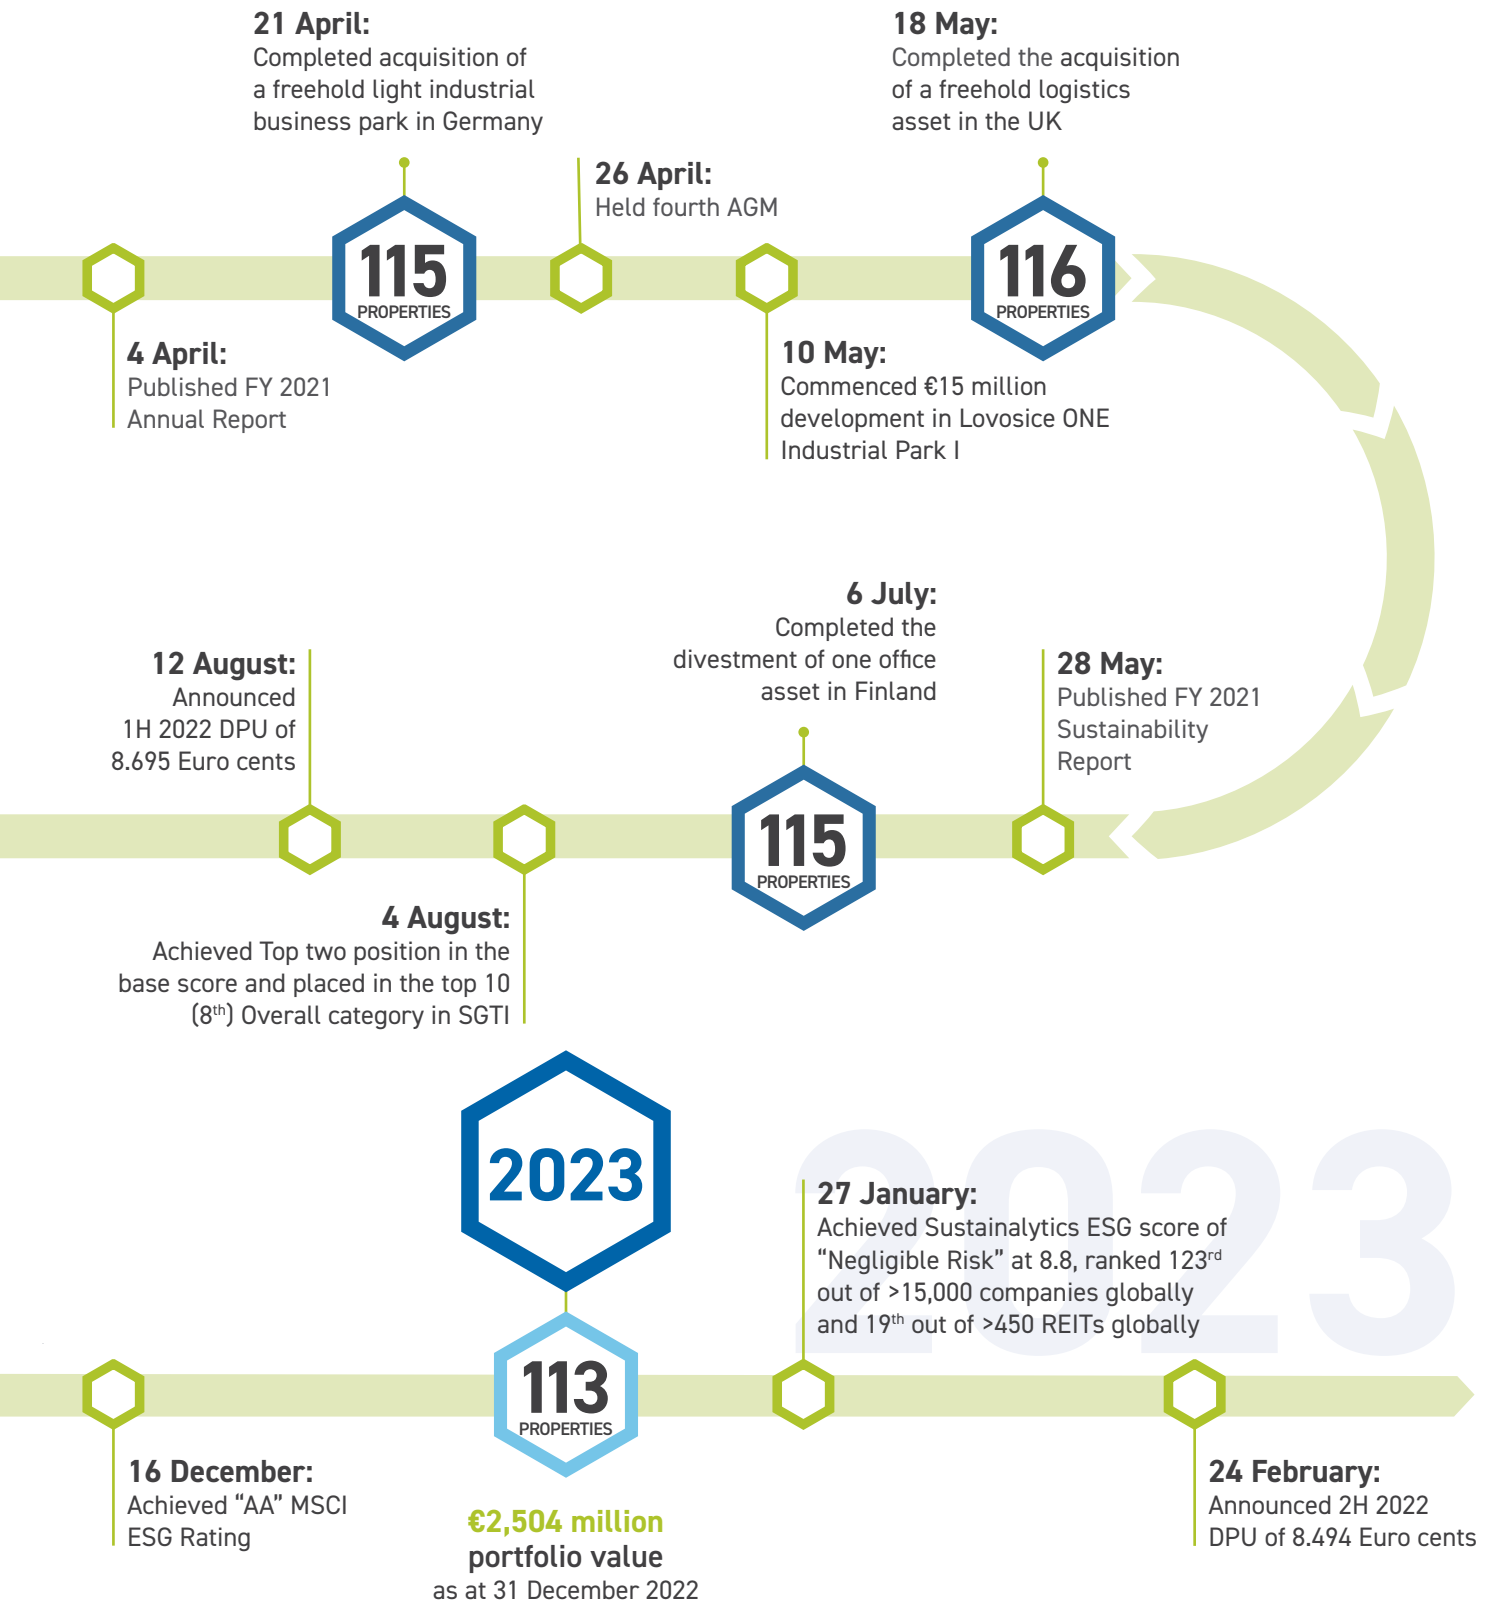 21 April:
Completed acquisition of
a freehold light industrial
business park in Germany
18 May:
Completed the acquisition
of a freehold logistics
asset in the UK
26 April:
Held fourth AGM
115
PROPERTIES
116
PROPERTIES
4 April:
Published FY 2021
Annual Report
10 May:
Commenced €15 million
development in Lovosice ONE
Industrial Park I
28 May:
Published FY 2021
Sustainability
Report
6 July:
Completed the
divestment of one office
asset in Finland
115
PROPERTIES
4 August:
Achieved Top two position in the
base score and placed in the top 10
(8th) Overall category in SGTI
12 August:
Announced
1H 2022 DPU of
8.695 Euro cents
16 December:
Achieved “AA” MSCI
ESG Rating
2023
113
PROPERTIES
€2,504 million
portfolio value
as at 31 December 2022
2023
27 January:
Achieved Sustainalytics ESG score of
“Negligible Risk” at 8.8, ranked 123rd
out of >15,000 companies globally
and 19th out of >450 REITs globally
24 February:
Announced 2H 2022
DPU of 8.494 Euro cents